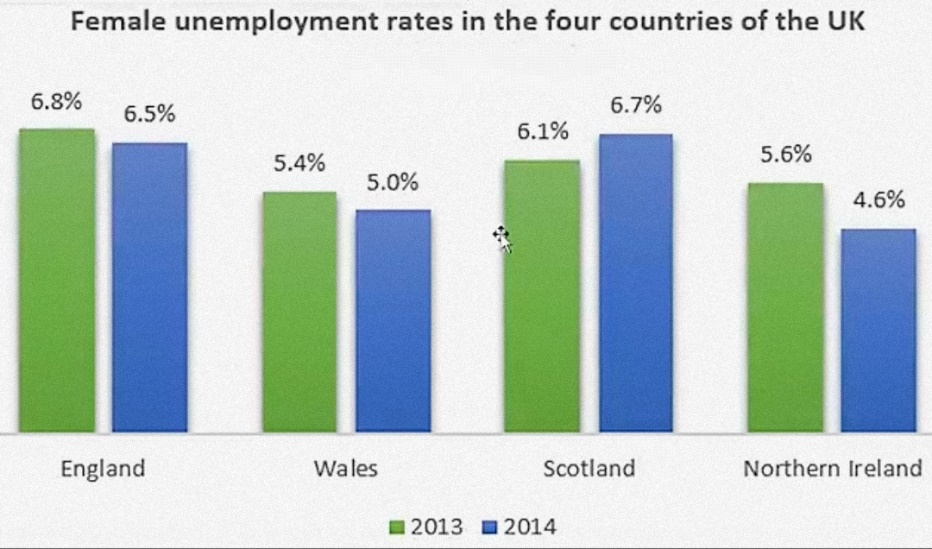 Female unemployment rates in the four countries of the UK
6.8% 6.5% 5.4% 5.0% 6.1% 6.7% 5.6% 4.6%
England Wales Scotland Northern Ireland
2013 2014